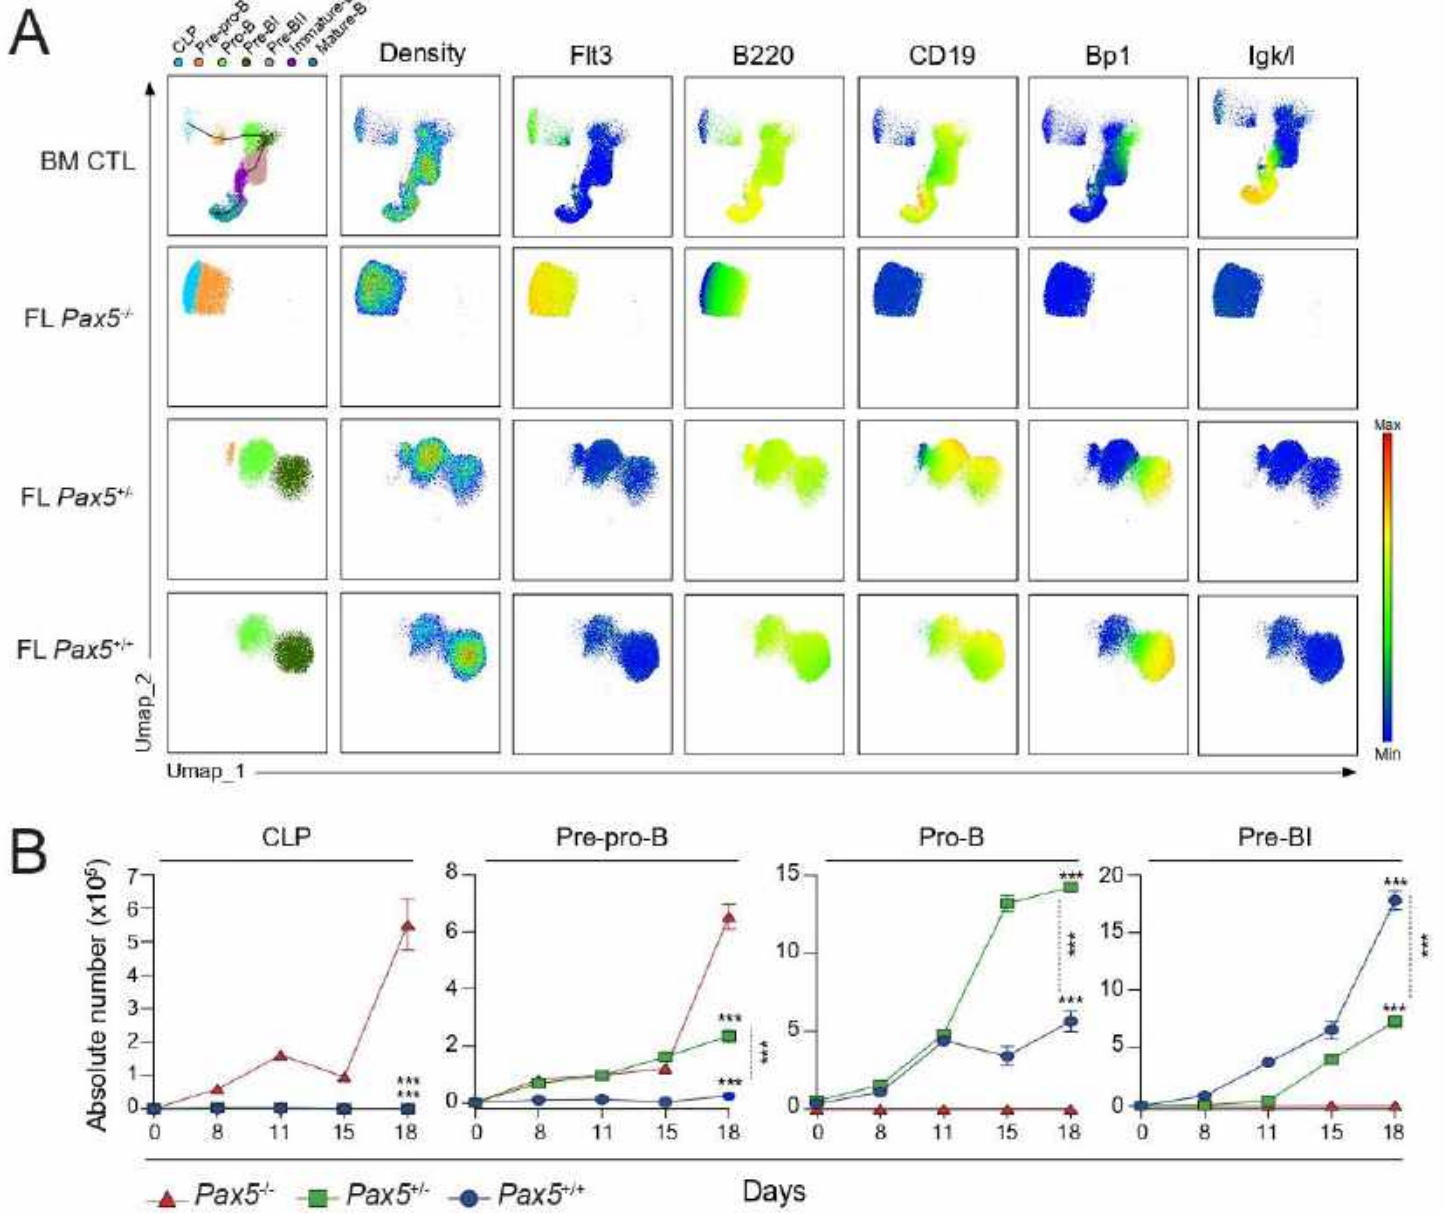 A
CLP
Pre-pro-B
Pro-B
Pre-BI
Pre-BII
Immature-B
Mature-B
Density Flt3 B220 CD19 Bp1 Igk/l
BM CTL
FL Pax5-/-
FL Pax5+/-
FL Pax5+/+
Max
Min
Umap_2
Umap_1
B
CLP Pre-pro-B Pro-B Pre-BI
Absolute number (x10⁵)
7
6
5
4
3
2
1
0
0 8 11 15 18
***
***
8
6
4
2
0
0 8 11 15 18
***
***
***
15
10
5
0
0 8 11 15 18
***
***
***
20
15
10
5
0
0 8 11 15 18
***
***
***
Pax5-/- Pax5+/- Pax5+/+ Days